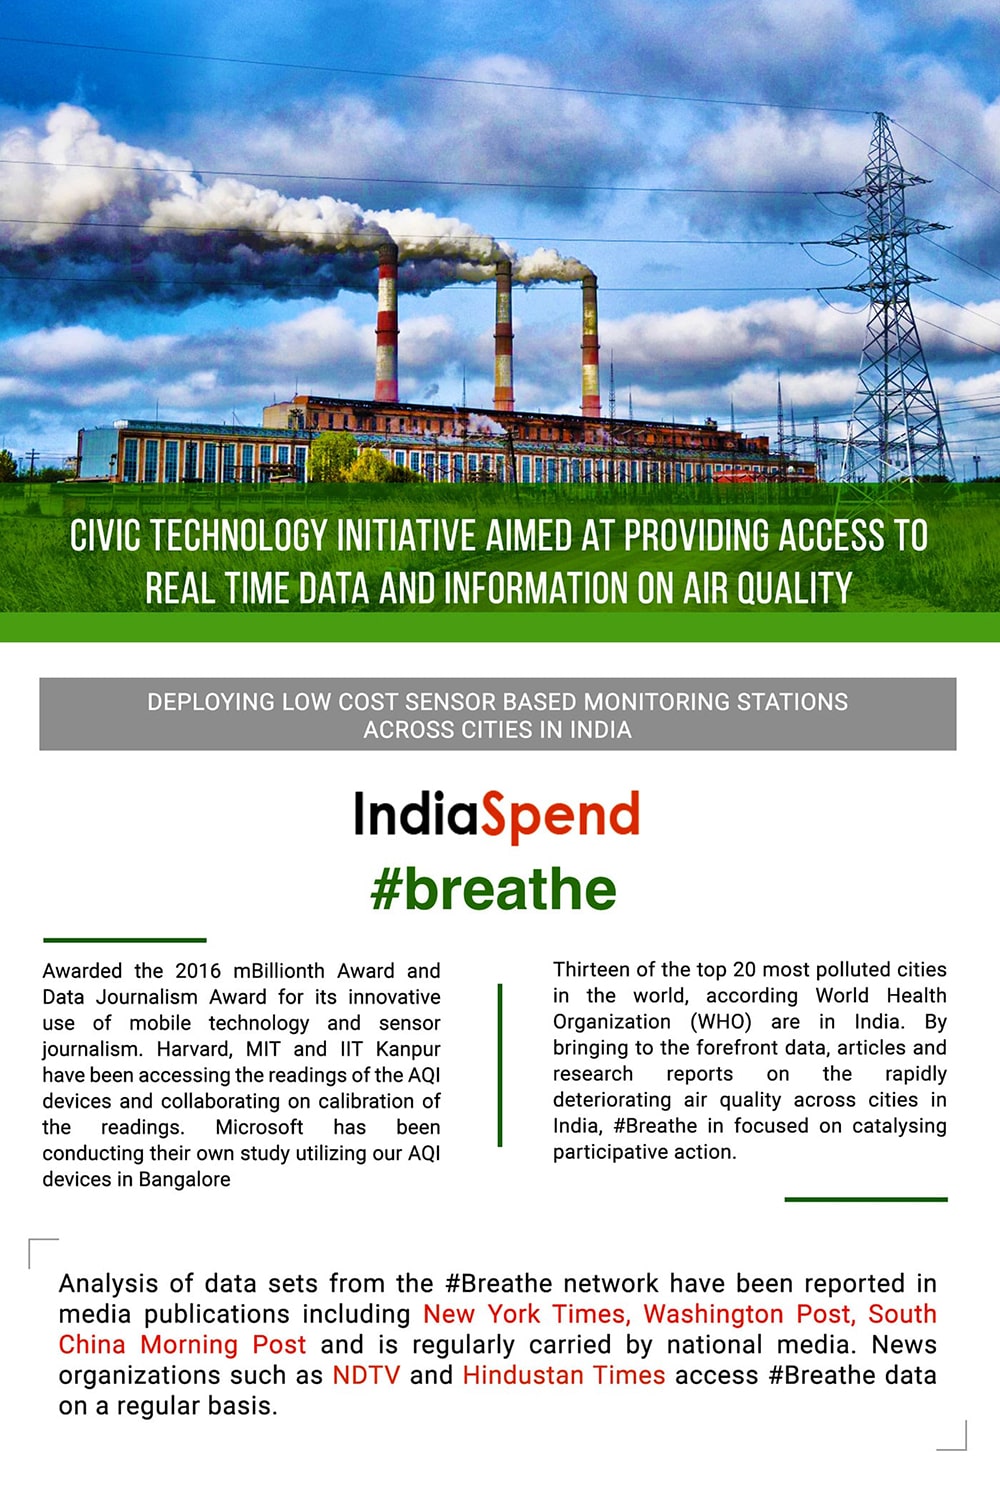 CIVIC TECHNOLOGY INITIATIVE AIMED AT PROVIDING ACCESS TO
REAL TIME DATA AND INFORMATION ON AIR QUALITY
DEPLOYING LOW COST SENSOR BASED MONITORING STATIONS
ACROSS CITIES IN INDIA
IndiaSpend
#breathe
Awarded the 2016 mBillionth Award and
Data Journalism Award for its innovative
use of mobile technology and sensor
journalism. Harvard, MIT and IIT Kanpur
have been accessing the readings of the AQI
devices and collaborating on calibration of
the readings. Microsoft has been
conducting their own study utilizing our AQI
devices in Bangalore
Thirteen of the top 20 most polluted cities
in the world, according World Health
Organization (WHO) are in India. By
bringing to the forefront data, articles and
research reports on the rapidly
deteriorating air quality across cities in
India, #Breathe in focused on catalysing
participative action.
Analysis of data sets from the #Breathe network have been reported in
media publications including New York Times, Washington Post, South
China Morning Post and is regularly carried by national media. News
organizations such as NDTV and Hindustan Times access #Breathe data
on a regular basis.